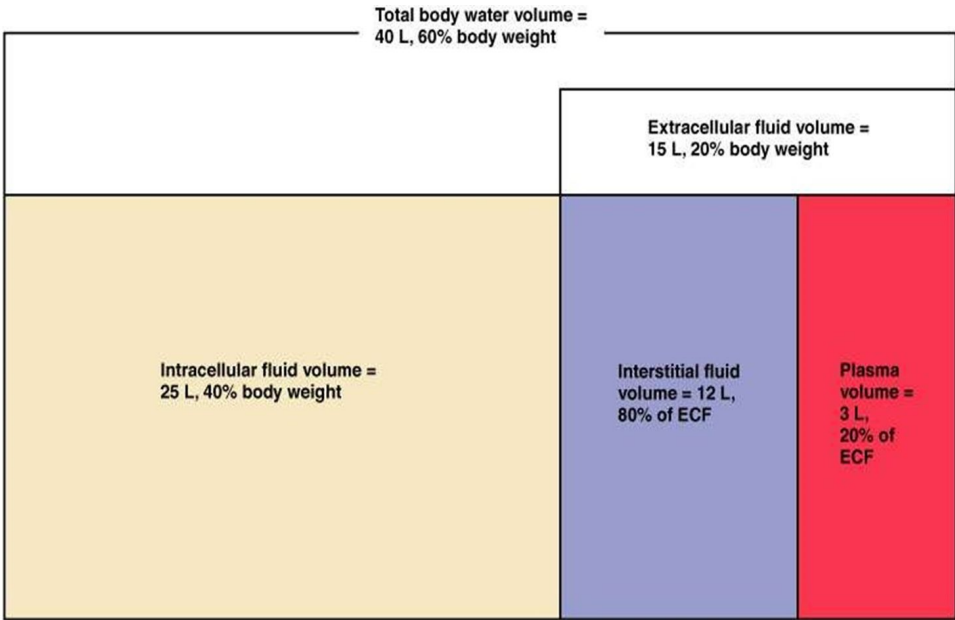 Total body water volume =
40 L, 60% body weight
Extracellular fluid volume =
15 L, 20% body weight
Intracellular fluid volume =
25 L, 40% body weight
Interstitial fluid
volume = 12 L,
80% of ECF
Plasma
volume =
3 L,
20% of
ECF